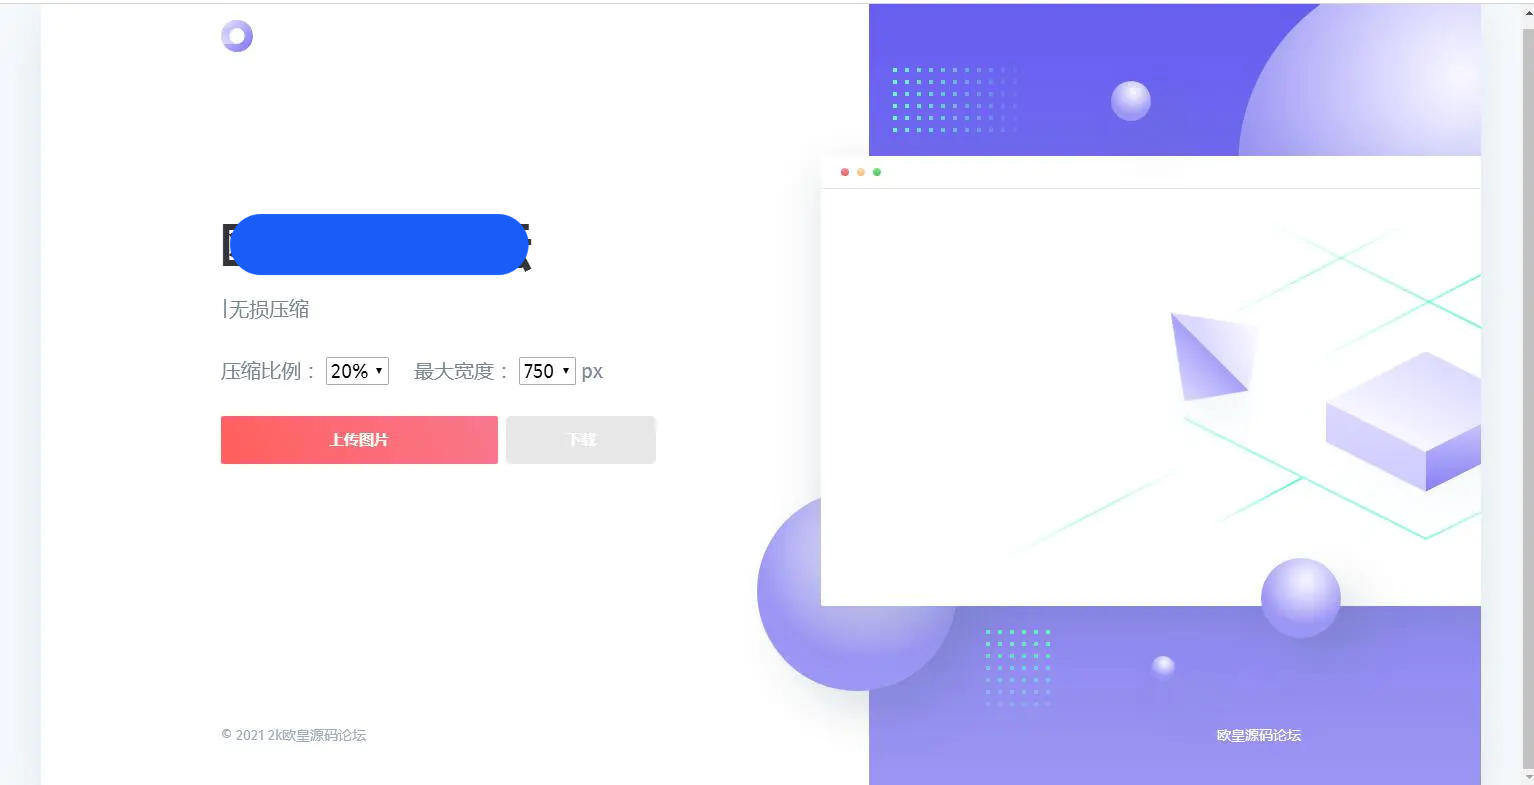 |无损压缩
压缩比例： 20% 最大宽度： 750 px
上传图片 下载
© 2021 2k欧皇源码论坛 欧皇源码论坛